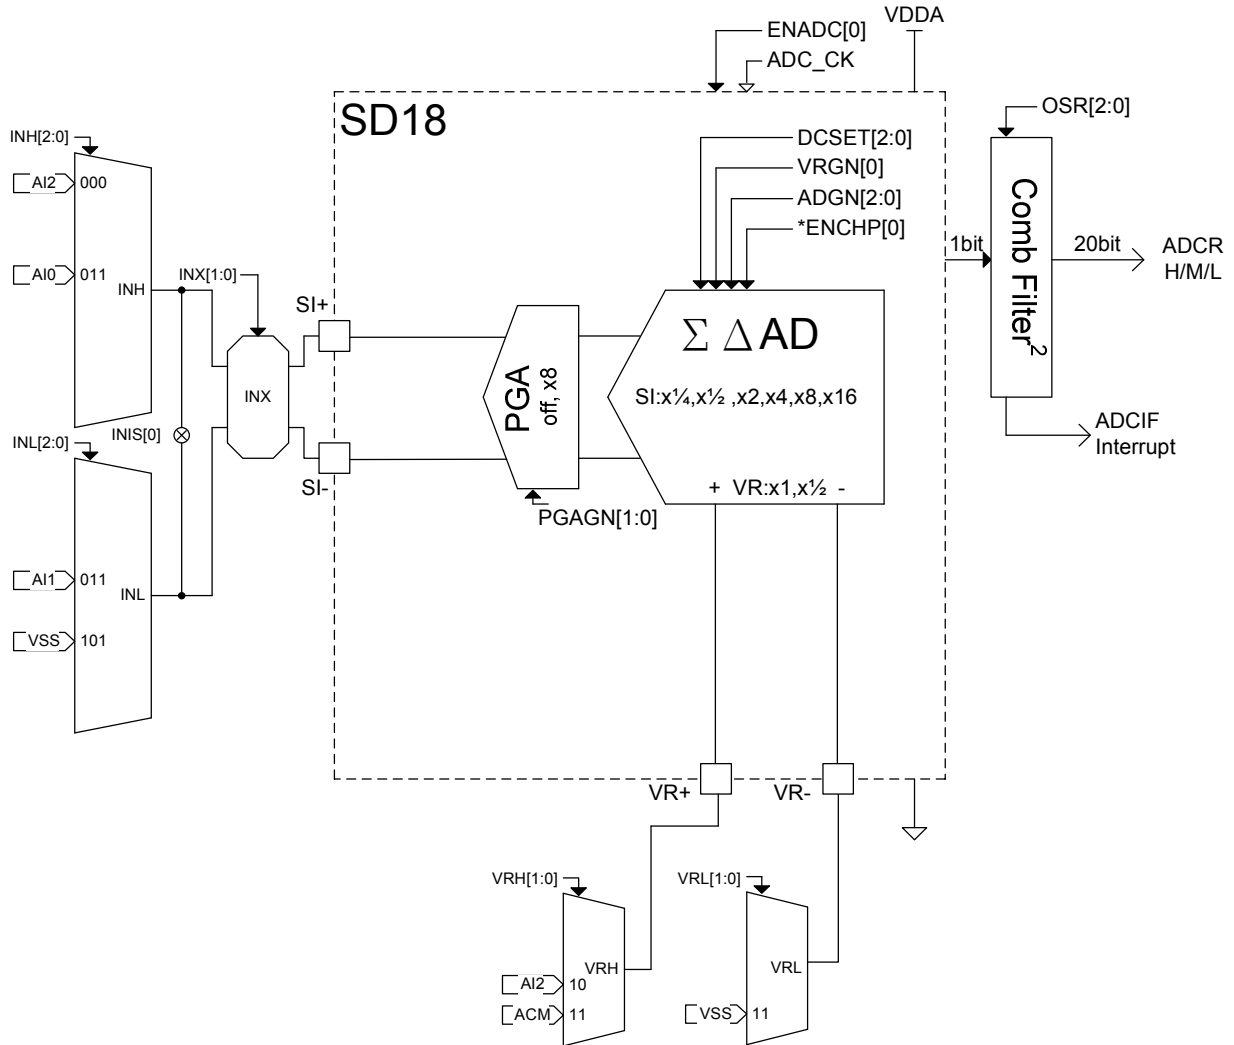 ENADC[0]
VDDA
ADC_CK
SD18
OSR[2:0]
INH[2:0]
DCSET[2:0]
VRGN[0]
ADGN[2:0]
*ENCHP[0]
AI2 000
AI0 011
INH
INX[1:0]
SI+
1bit
Comb Filter²
20bit
ADCR
H/M/L
Σ Δ AD
PGA
off, x8
SI:x¼,x½ ,x2,x4,x8,x16
INX
INIS[0]
INL[2:0]
ADCIF
Interrupt
SI-
+ VR:x1,x½ -
PGAGN[1:0]
AI1 011
INL
VSS 101
VR+
VR-
VRH[1:0]
VRL[1:0]
VRH
VRL
AI2 10
ACM 11
VSS 11